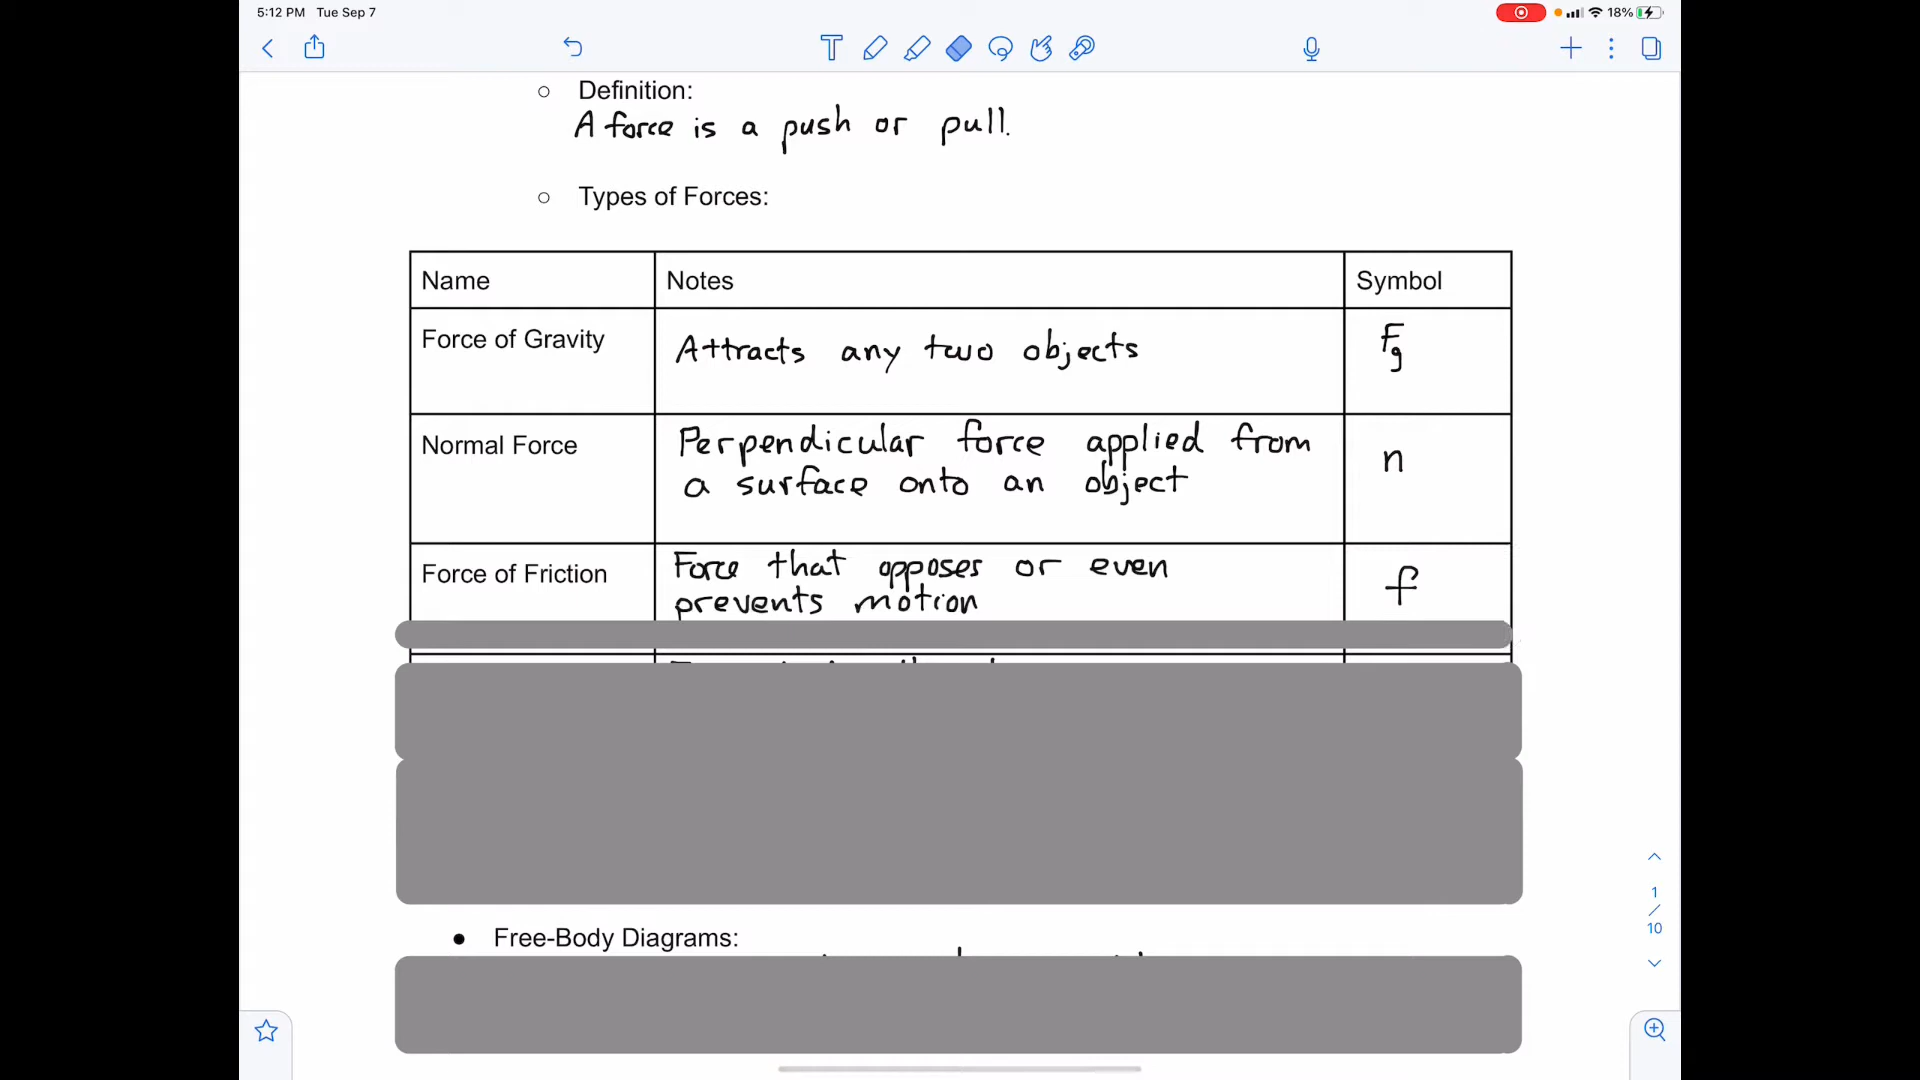 5:12 PM Tue Sep 7
18%
Definition:
A force is a push or pull.
Types of Forces:
Name Notes Symbol
Force of Gravity Attracts any two objects Fg
Normal Force Perpendicular force applied from
a surface onto an object n
Force of Friction Force that opposes or even
prevents motion f
1
/
10
Free-Body Diagrams: